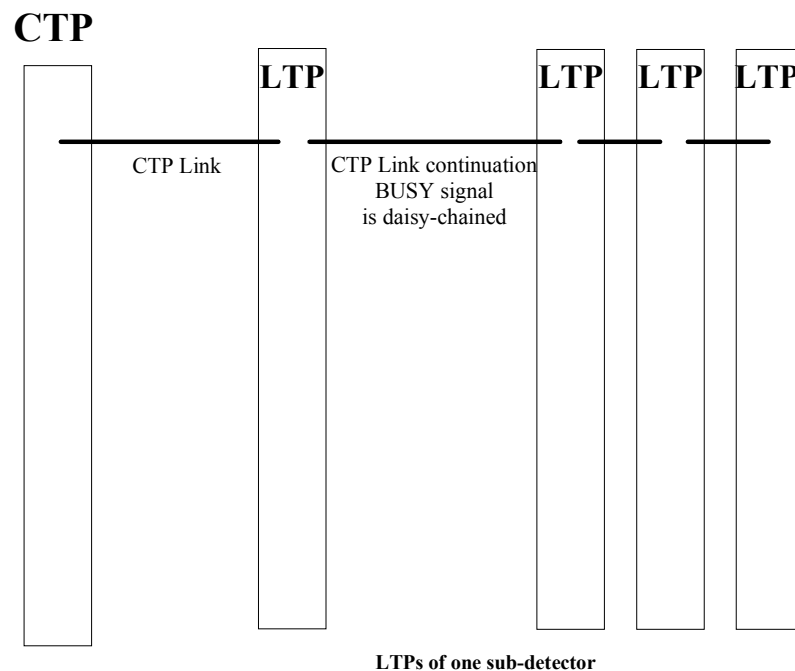 CTP
LTP
LTP
LTP
LTP
CTP Link
CTP Link continuation
BUSY signal
is daisy-chained
LTPs of one sub-detector